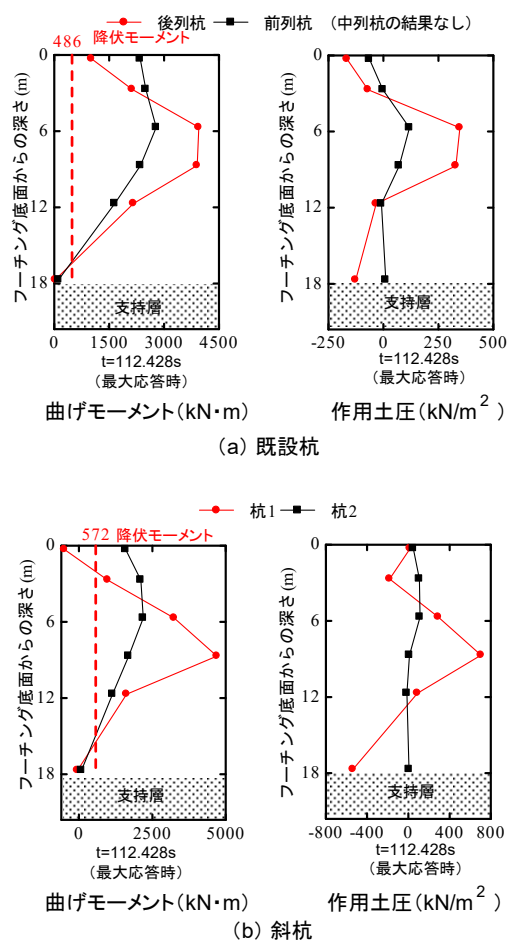 後列杭 前列杭 (中列杭の結果なし)
486 降伏モーメント
0
6
12
18
フーチング底面からの深さ(m)
支持層
0 1500 3000 4500
t=112.428s
(最大応答時)
曲げモーメント(kN・m)
0
6
12
18
フーチング底面からの深さ(m)
支持層
-250 0 250 500
t=112.428s
(最大応答時)
作用土圧(kN/m²)
(a) 既設杭
杭1 杭2
572 降伏モーメント
0
6
12
18
フーチング底面からの深さ(m)
支持層
0 2500 5000
t=112.428s
(最大応答時)
曲げモーメント(kN・m)
0
6
12
18
フーチング底面からの深さ(m)
支持層
-800 -400 0 400 800
t=112.428s
(最大応答時)
作用土圧(kN/m²)
(b) 斜杭